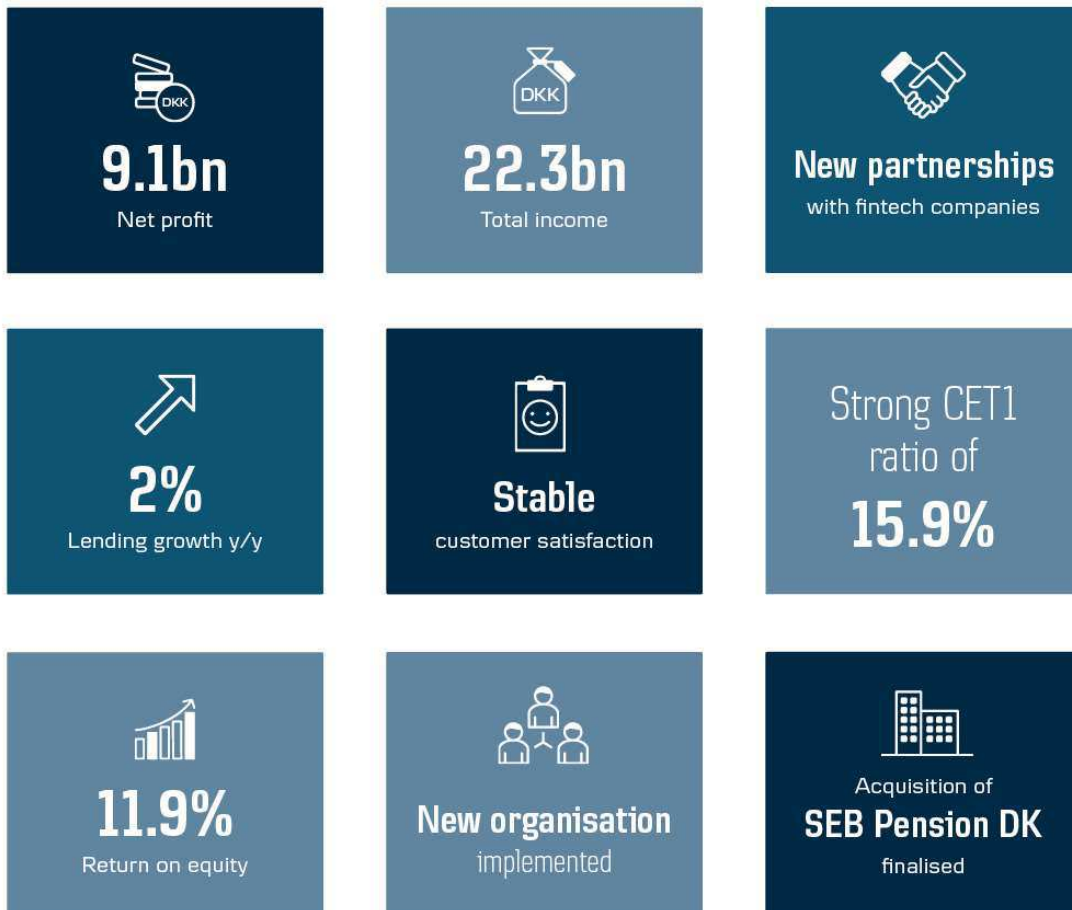 DKK
9.1bn
Net profit
DKK
22.3bn
Total income
New partnerships
with fintech companies
2%
Lending growth y/y
Stable
customer satisfaction
Strong CET1
ratio of
15.9%
11.9%
Return on equity
New organisation
implemented
Acquisition of
SEB Pension DK
finalised